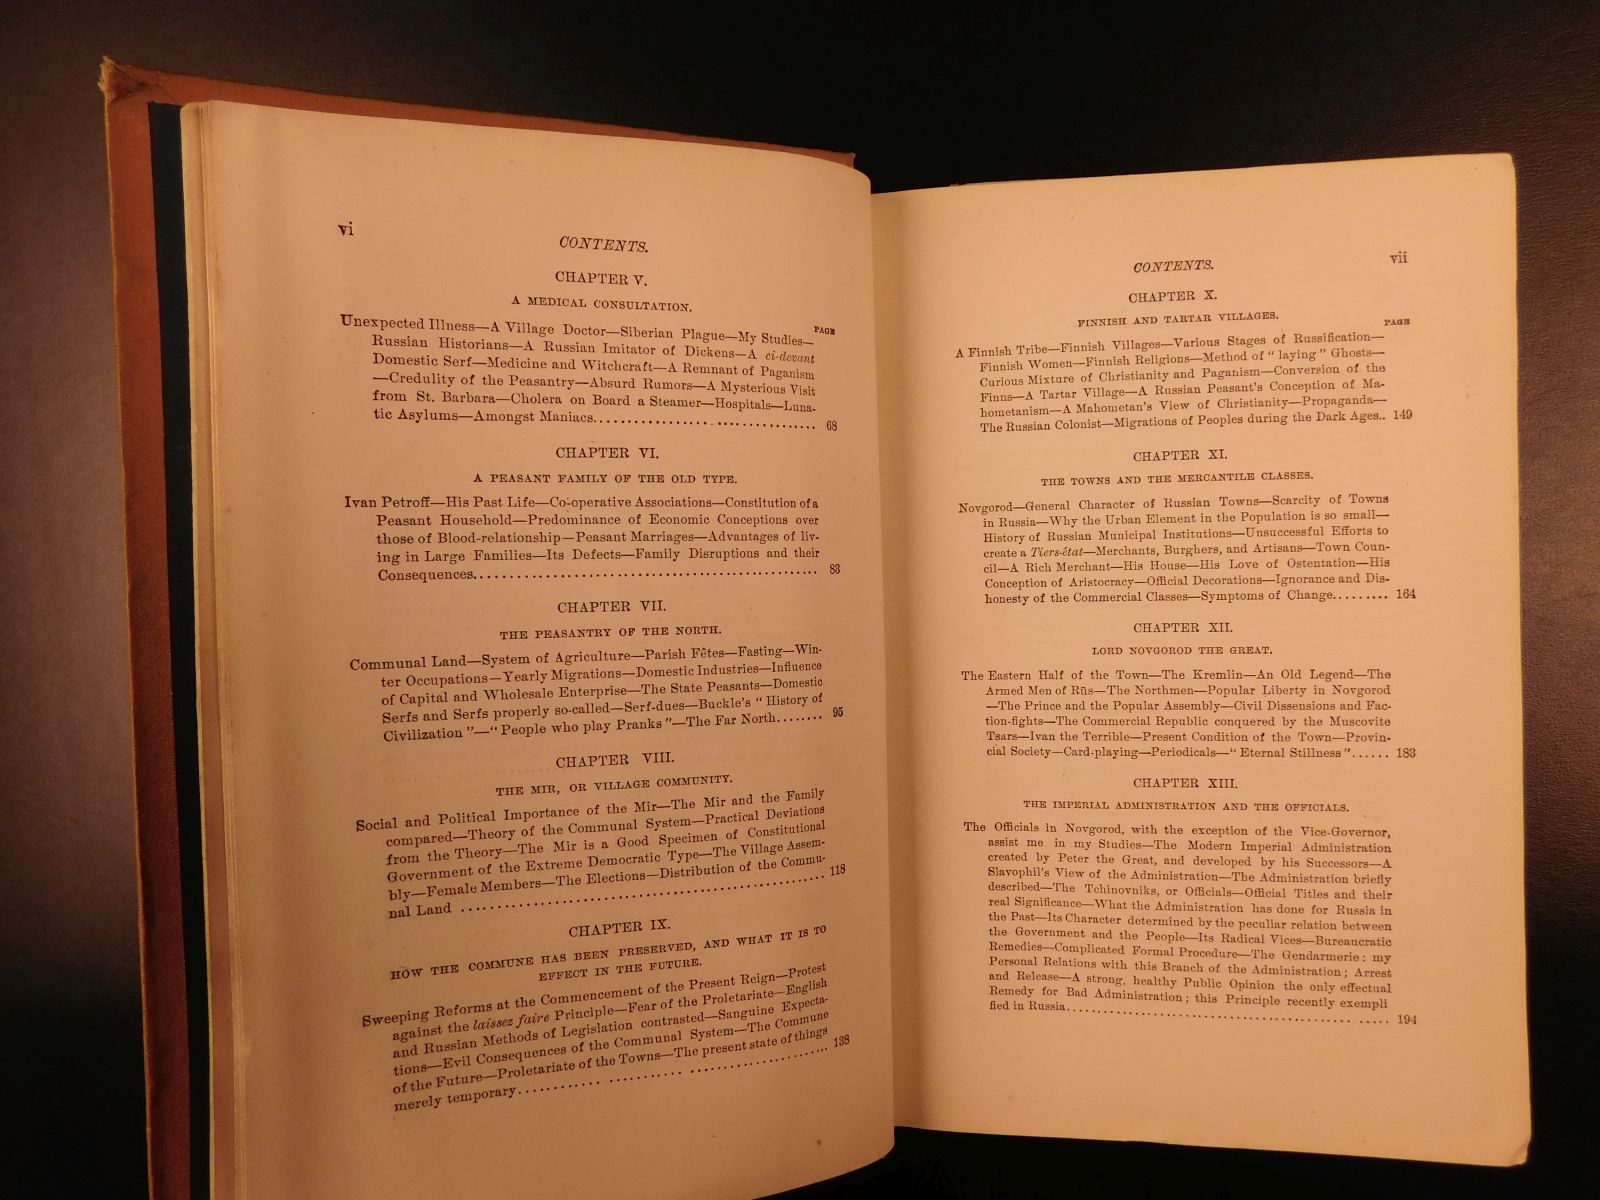 vi
CONTENTS.
CHAPTER V.
A MEDICAL CONSULTATION.
PAGE
Unexpected Illness—A Village Doctor—Siberian Plague—My Studies—
Russian Historians—A Russian Imitator of Dickens—A ci-devant
Domestic Serf—Medicine and Witchcraft—A Remnant of Paganism
—Credulity of the Peasantry—Absurd Rumors—A Mysterious Visit
from St. Barbara—Cholera on Board a Steamer—Hospitals—Luna-
tic Asylums—Amongst Maniacs................................ 68
CHAPTER VI.
A PEASANT FAMILY OF THE OLD TYPE.
Ivan Petroff—His Past Life—Co-operative Associations—Constitution of a
Peasant Household—Predominance of Economic Conceptions over
those of Blood-relationship—Peasant Marriages—Advantages of liv-
ing in Large Families—Its Defects—Family Disruptions and their
Consequences................................................ 83
CHAPTER VII.
THE PEASANTRY OF THE NORTH.
Communal Land—System of Agriculture—Parish Fêtes—Fasting—Win-
ter Occupations—Yearly Migrations—Domestic Industries—Influence
of Capital and Wholesale Enterprise—The State Peasants—Domestic
Serfs and Serfs properly so-called—Serf-dues—Buckle's "History of
Civilization"—"People who play Pranks"—The Far North........ 95
CHAPTER VIII.
THE MIR, OR VILLAGE COMMUNITY.
Social and Political Importance of the Mir—The Mir and the Family
compared—Theory of the Communal System—Practical Deviations
from the Theory—The Mir is a Good Specimen of Constitutional
Government of the Extreme Democratic Type—The Village Assem-
bly—Female Members—The Elections—Distribution of the Commu-
nal Land .................................................. 118
CHAPTER IX.
HOW THE COMMUNE HAS BEEN PRESERVED, AND WHAT IT IS TO
EFFECT IN THE FUTURE.
Sweeping Reforms at the Commencement of the Present Reign—Protest
against the laissez faire Principle—Fear of the Proletariate—English
and Russian Methods of Legislation contrasted—Sanguine Expecta-
tions—Evil Consequences of the Communal System—The Commune
of the Future—Proletariate of the Towns—The present state of things
merely temporary............................................ 138
CONTENTS.
vii
CHAPTER X.
FINNISH AND TARTAR VILLAGES.
PAGE
A Finnish Tribe—Finnish Villages—Various Stages of Russification—
Finnish Women—Finnish Religions—Method of "laying" Ghosts—
Curious Mixture of Christianity and Paganism—Conversion of the
Finns—A Tartar Village—A Russian Peasant's Conception of Ma-
hometanism—A Mahometan's View of Christianity—Propaganda—
The Russian Colonist—Migrations of Peoples during the Dark Ages.. 149
CHAPTER XI.
THE TOWNS AND THE MERCANTILE CLASSES.
Novgorod—General Character of Russian Towns—Scarcity of Towns
in Russia—Why the Urban Element in the Population is so small—
History of Russian Municipal Institutions—Unsuccessful Efforts to
create a Tiers-état—Merchants, Burghers, and Artisans—Town Coun-
cil—A Rich Merchant—His House—His Love of Ostentation—His
Conception of Aristocracy—Official Decorations—Ignorance and Dis-
honesty of the Commercial Classes—Symptoms of Change......... 164
CHAPTER XII.
LORD NOVGOROD THE GREAT.
The Eastern Half of the Town—The Kremlin—An Old Legend—The
Armed Men of Rûs—The Northmen—Popular Liberty in Novgorod
—The Prince and the Popular Assembly—Civil Dissensions and Fac-
tion-fights—The Commercial Republic conquered by the Muscovite
Tsars—Ivan the Terrible—Present Condition of the Town—Provin-
cial Society—Card-playing—Periodicals—"Eternal Stillness"...... 183
CHAPTER XIII.
THE IMPERIAL ADMINISTRATION AND THE OFFICIALS.
The Officials in Novgorod, with the exception of the Vice-Governor,
assist me in my Studies—The Modern Imperial Administration
created by Peter the Great, and developed by his Successors—A
Slavophil's View of the Administration—The Administration briefly
described—The Tchinovniks, or Officials—Official Titles and their
real Significance—What the Administration has done for Russia in
the Past—Its Character determined by the peculiar relation between
the Government and the People—Its Radical Vices—Bureaucratic
Remedies—Complicated Formal Procedure—The Gendarmerie: my
Personal Relations with this Branch of the Administration; Arrest
and Release—A strong, healthy Public Opinion the only effectual
Remedy for Bad Administration; this Principle recently exempli
fied in Russia.............................................. 194